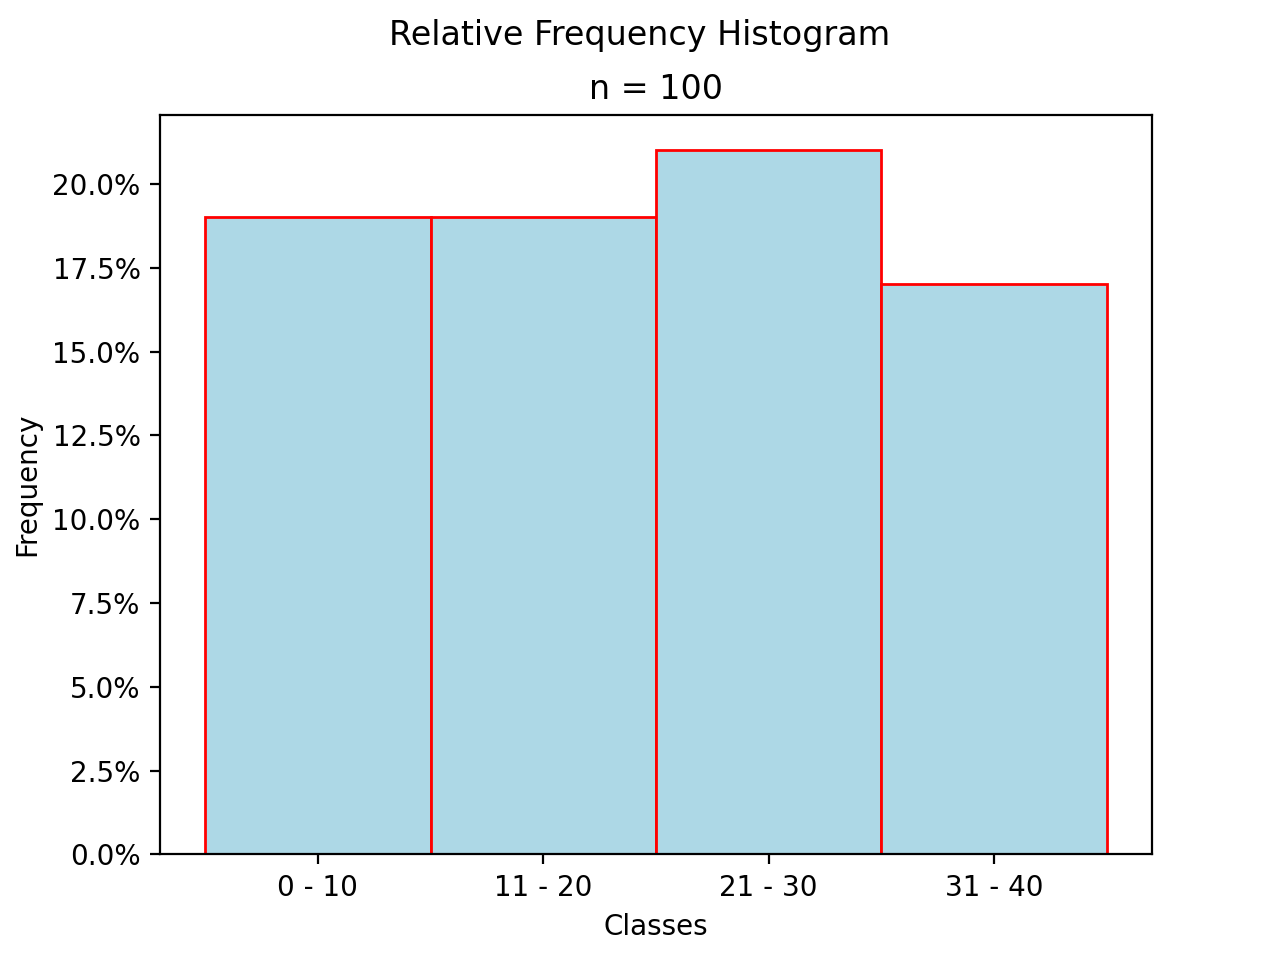 Relative Frequency Histogram
n = 100
20.0%
17.5%
15.0%
12.5%
10.0%
7.5%
5.0%
2.5%
0.0%
Frequency
0 - 10
11 - 20
21 - 30
31 - 40
Classes